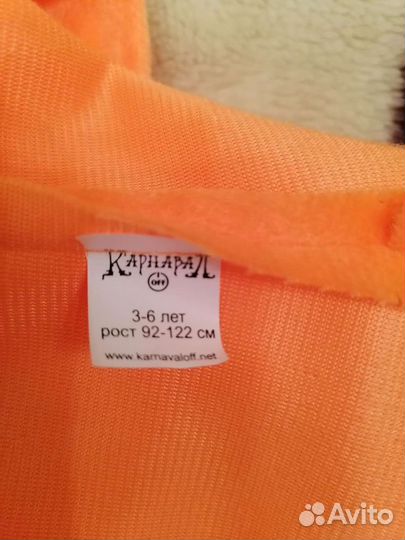 Карнавал
OFF
3-6 лет
рост 92-122 см
www.karnavaloff.net
Avito